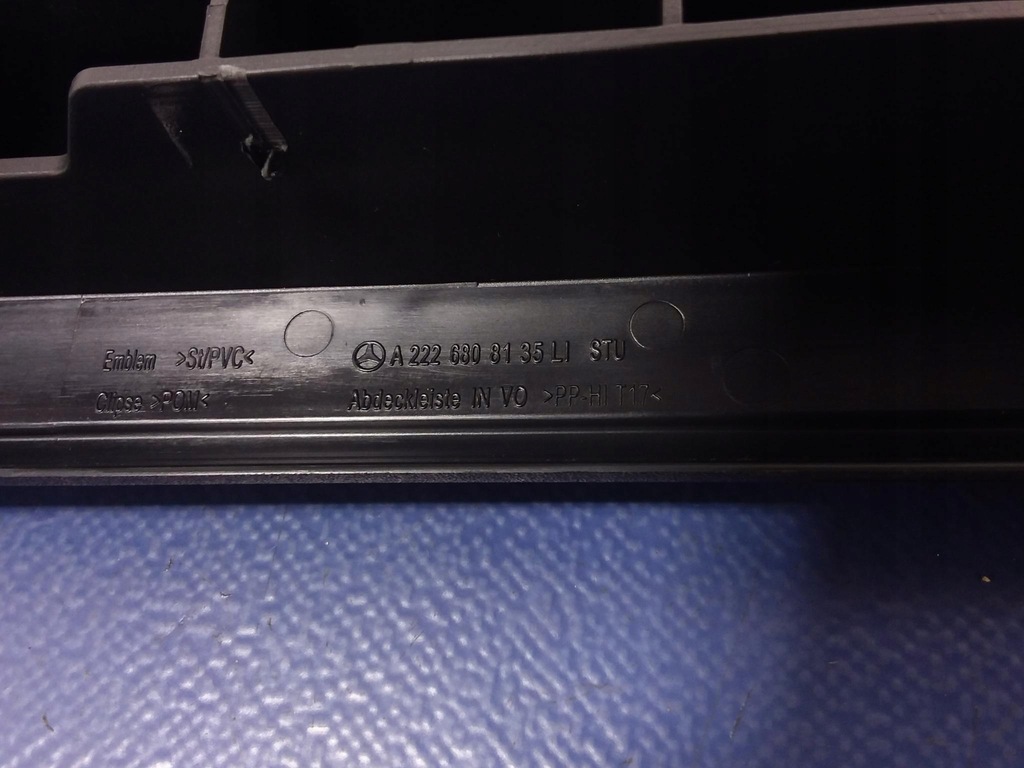 Emblem >St/PVC<
Clipse >POM<
A 222 680 81 35 LI STU
Abdeckleiste IN VO >PP-HI T17<